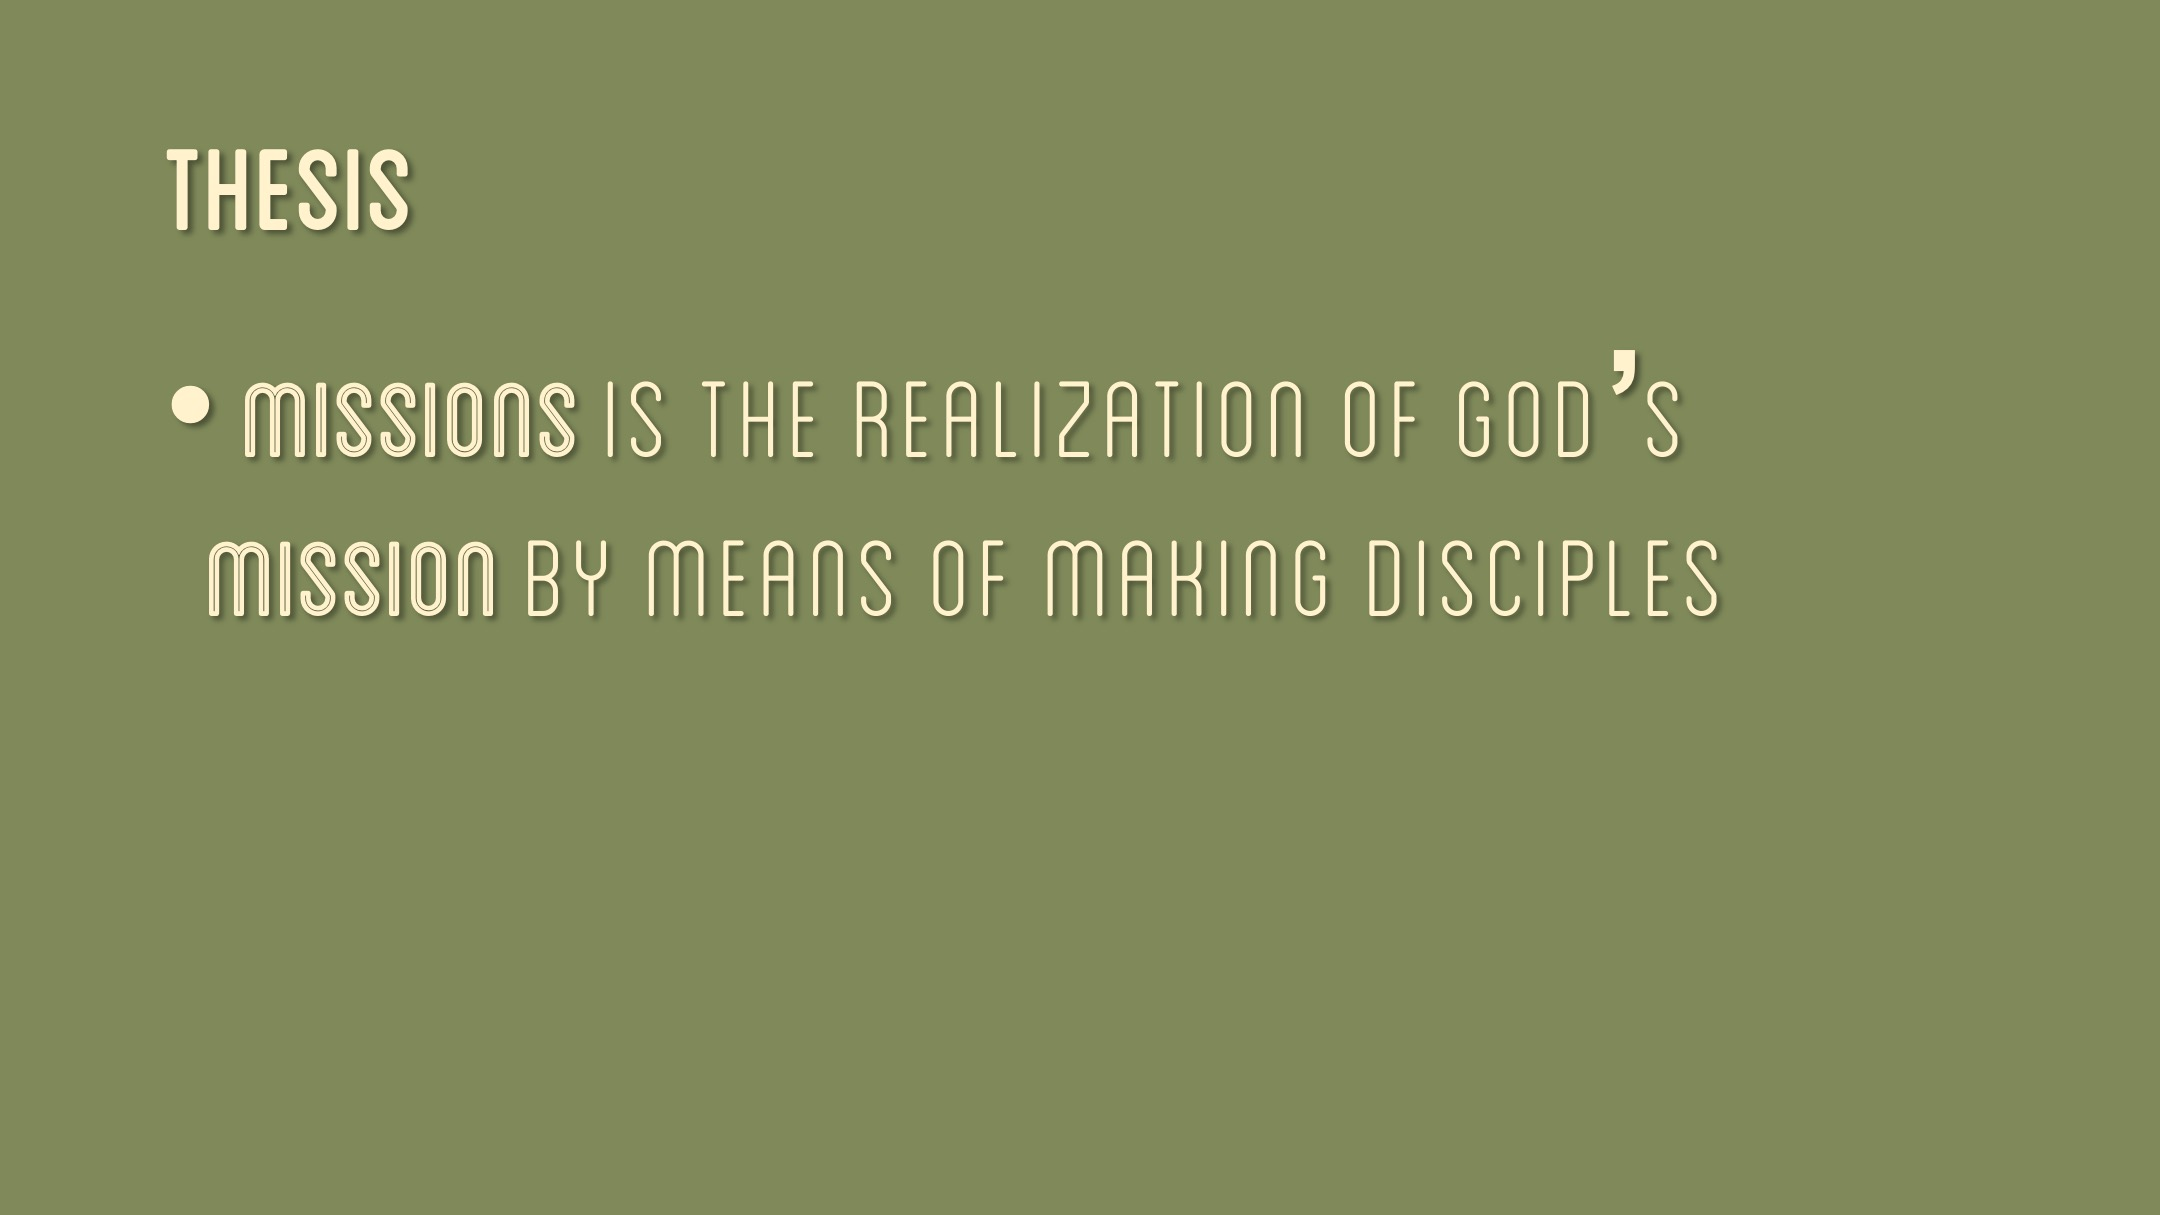 THESIS
• MISSIONS IS THE REALIZATION OF GOD’S
MISSION BY MEANS OF MAKING DISCIPLES